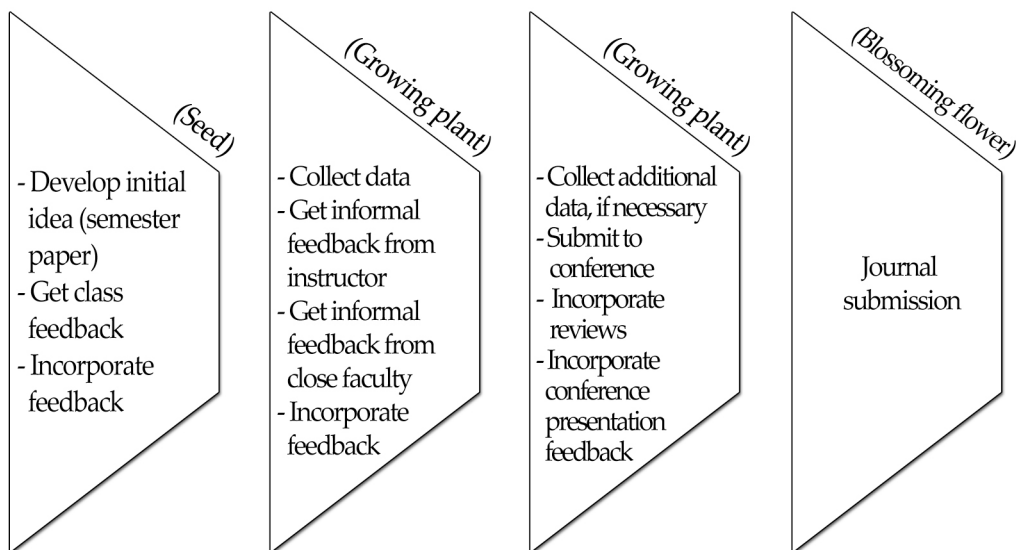 (Seed)
- Develop initial
idea (semester
paper)
- Get class
feedback
- Incorporate
feedback
(Growing plant)
- Collect data
- Get informal
feedback from
instructor
- Get informal
feedback from
close faculty
- Incorporate
feedback
(Growing plant)
- Collect additional
data, if necessary
- Submit to
conference
- Incorporate
reviews
- Incorporate
conference
presentation
feedback
(Blossoming flower)
Journal
submission